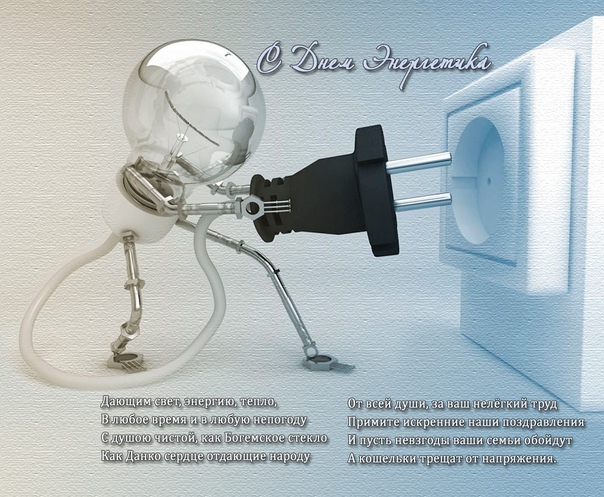 С Днем Энергетика
Дающим свет, энергию, тепло,
В любое время и в любую непогоду
С душою чистой, как Богемское стекло
Как Данко сердце отдающие народу
От всей души, за ваш нелёгкий труд
Примите искренние наши поздравления
И пусть невзгоды ваши семьи обойдут
А кошельки трещат от напряжения.